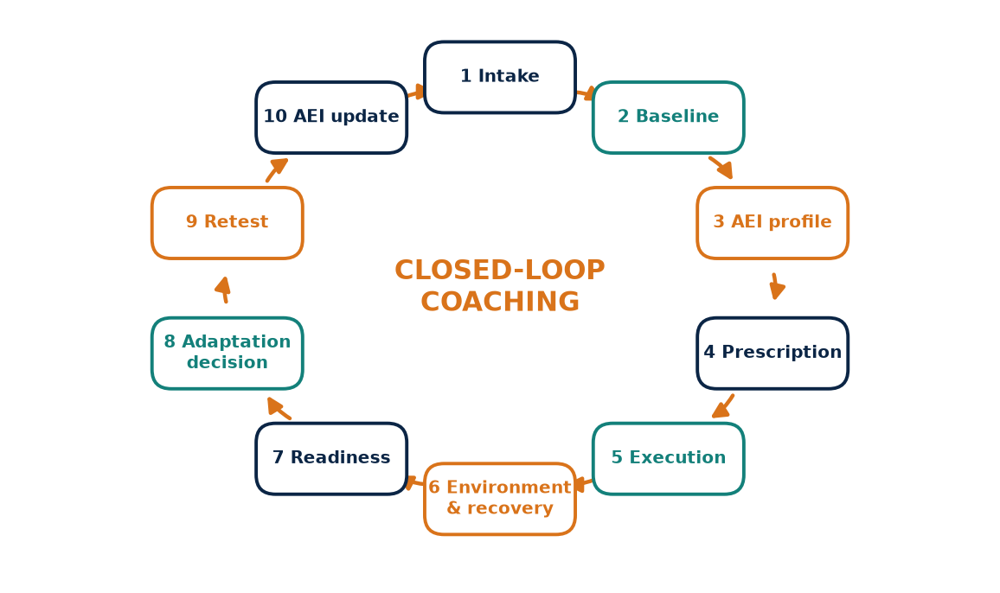 1 Intake
2 Baseline
3 AEI profile
4 Prescription
5 Execution
6 Environment
& recovery
7 Readiness
8 Adaptation
decision
9 Retest
10 AEI update
CLOSED-LOOP
COACHING